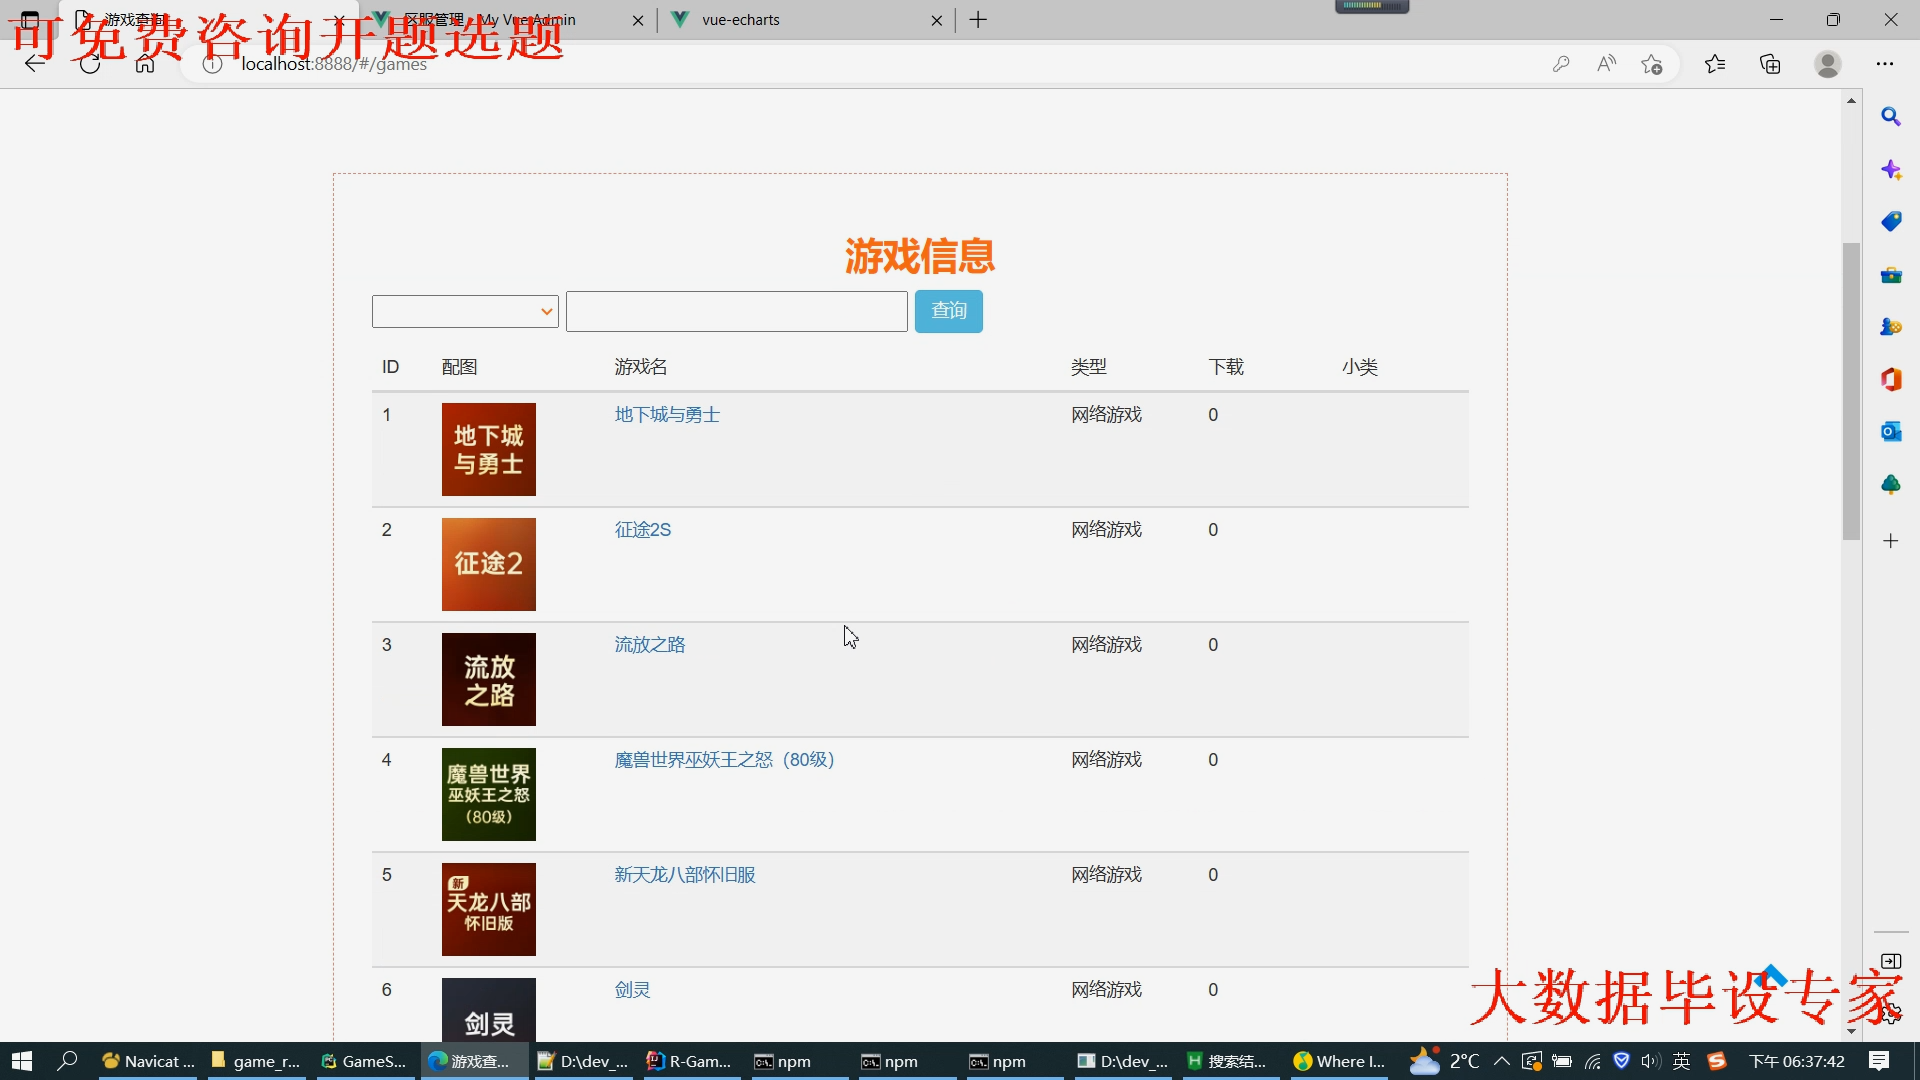 游戏查询
区服管理 - My Vue Admin
vue-echarts
可免费咨询开题选题
localhost:8888/#/games
游戏信息
查询
ID 配图 游戏名 类型 下载 小类
1 地下城与勇士 地下城与勇士 网络游戏 0
2 征途2 征途2S 网络游戏 0
3 流放之路 流放之路 网络游戏 0
4 魔兽世界巫妖王之怒（80级） 魔兽世界巫妖王之怒（80级） 网络游戏 0
5 新天龙八部怀旧版 新天龙八部怀旧服 网络游戏 0
6 剑灵 剑灵 网络游戏 0
大数据毕设专家
Navicat ...
game_r...
GameS...
游戏查...
D:\dev_...
R-Gam...
npm
npm
npm
D:\dev_...
搜索结...
Where I...
2°C
英
下午 06:37:42